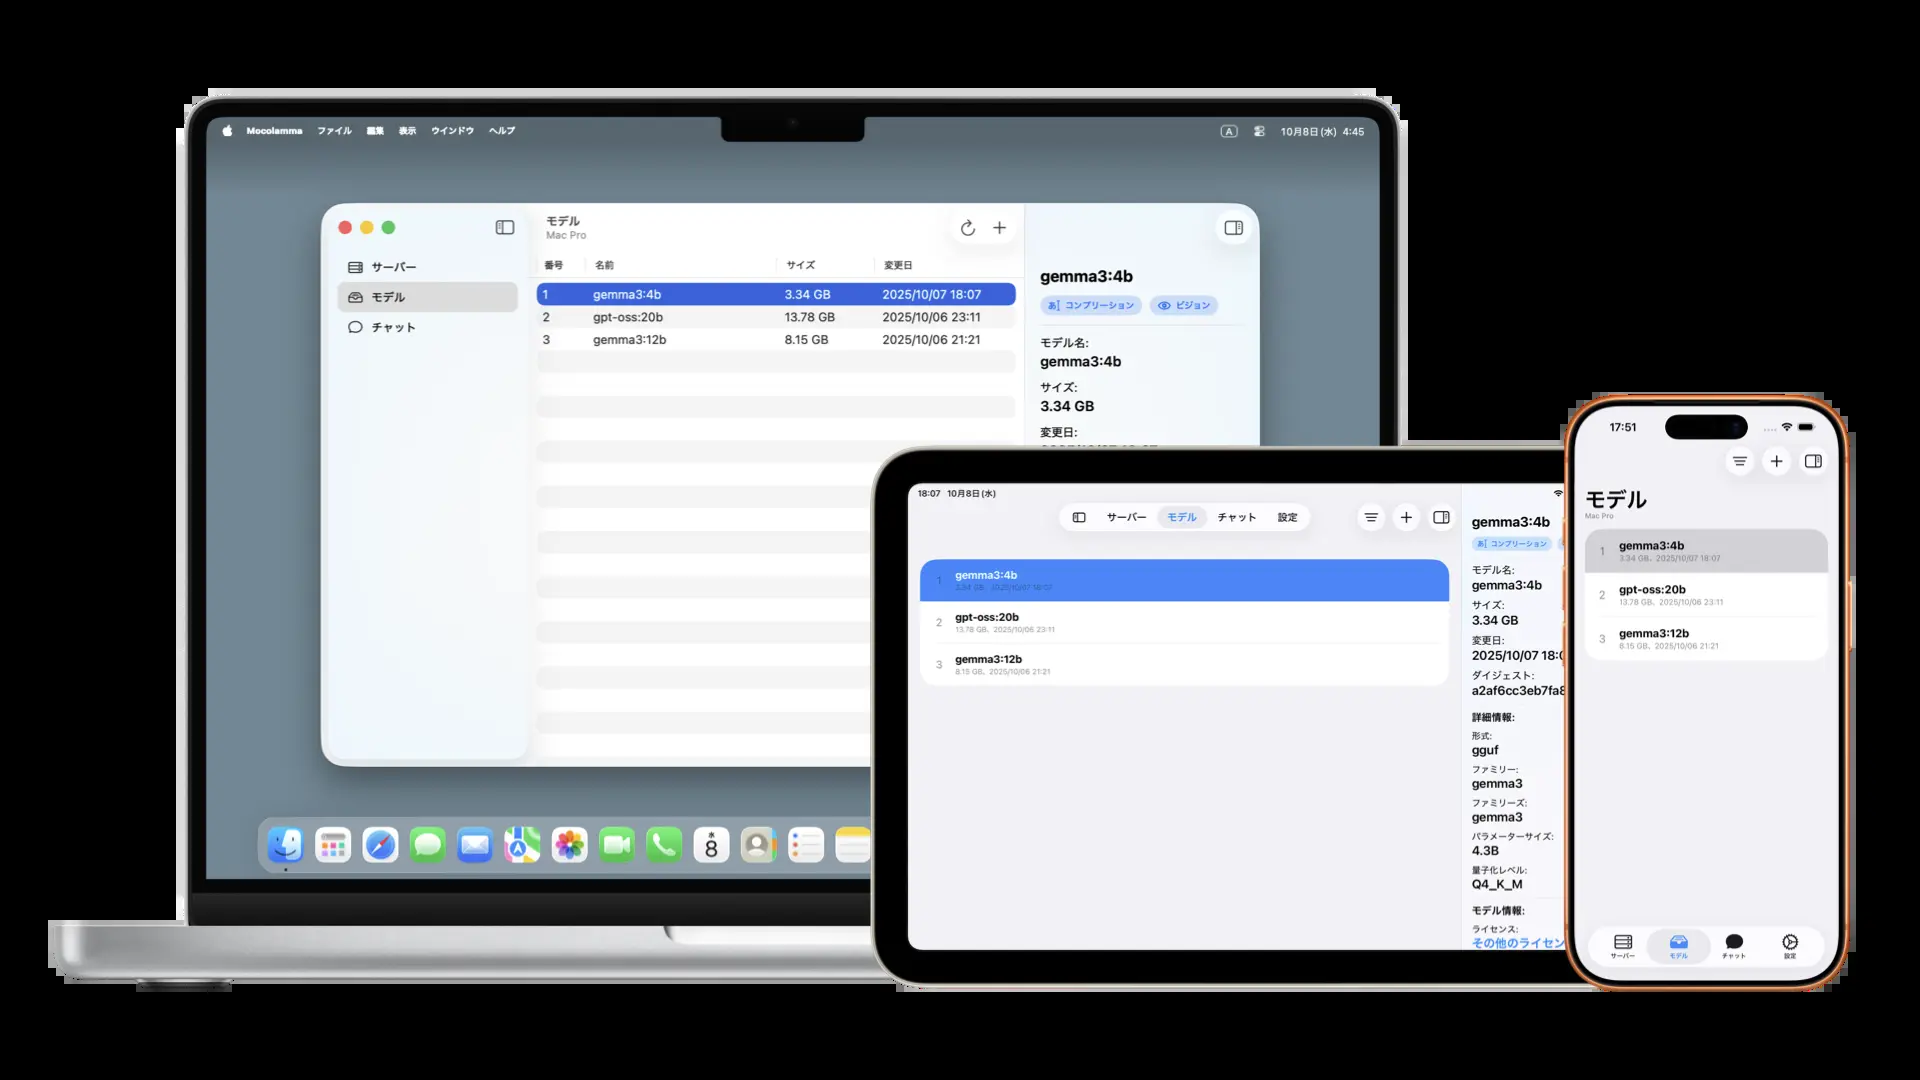 Mocolamma ファイル 編集 表示 ウインドウ ヘルプ
A 10月8日(水) 4:45
サーバー
モデル
チャット
モデル
Mac Pro
番号 名前 サイズ 変更日
1 gemma3:4b 3.34 GB 2025/10/07 18:07
2 gpt-oss:20b 13.78 GB 2025/10/06 23:11
3 gemma3:12b 8.15 GB 2025/10/06 21:21
gemma3:4b
あ[ コンプリーション ビジョン
モデル名:
gemma3:4b
サイズ:
3.34 GB
変更日:
水
8
18:07 10月8日(水)
サーバー モデル チャット 設定
1 gemma3:4b
3.34 GB、2025/10/07 18:07
2 gpt-oss:20b
13.78 GB、2025/10/06 23:11
3 gemma3:12b
8.15 GB、2025/10/06 21:21
gemma3:4b
あ[ コンプリーション
モデル名:
gemma3:4b
サイズ:
3.34 GB
変更日:
2025/10/07 18:0
ダイジェスト:
a2af6cc3eb7fa8
詳細情報:
形式:
gguf
ファミリー:
gemma3
ファミリーズ:
gemma3
パラメーターサイズ:
4.3B
量子化レベル:
Q4_K_M
モデル情報:
ライセンス:
その他のライセン
17:51
モデル
Mac Pro
1 gemma3:4b
3.34 GB、2025/10/07 18:07
2 gpt-oss:20b
13.78 GB、2025/10/06 23:11
3 gemma3:12b
8.15 GB、2025/10/06 21:21
サーバー モデル チャット 設定